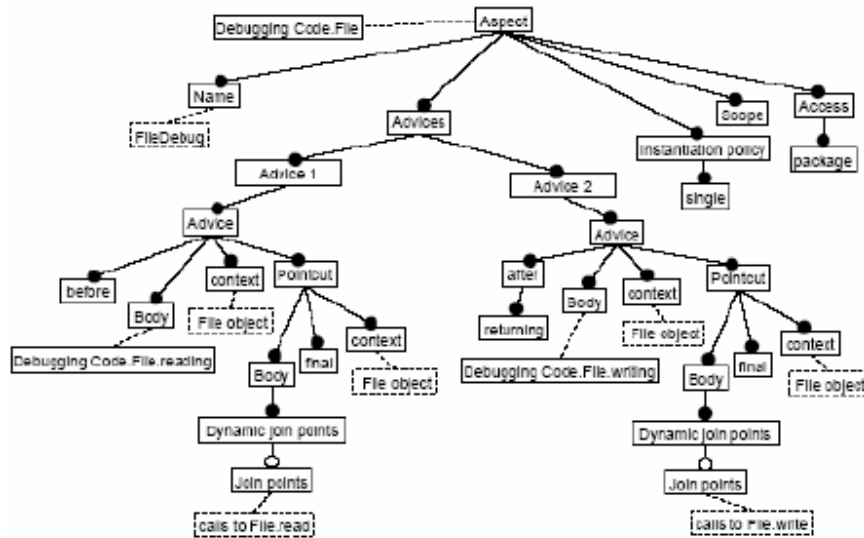 Aspect
Debugging Code.File
Name
Scope
Access
FileDebug
Advices
Instantiation policy
package
Advice 1
Advice 2
single
Advice
Advice
before
context
Pointcut
after
context
Pointcut
Body
File object
returning
Body
File object
Debugging Code.File.reading
Body
final
context
Debugging Code.File.writing
Body
final
context
File object
File object
Dynamic join points
Dynamic join points
Join points
Join points
calls to File.read
calls to File.write